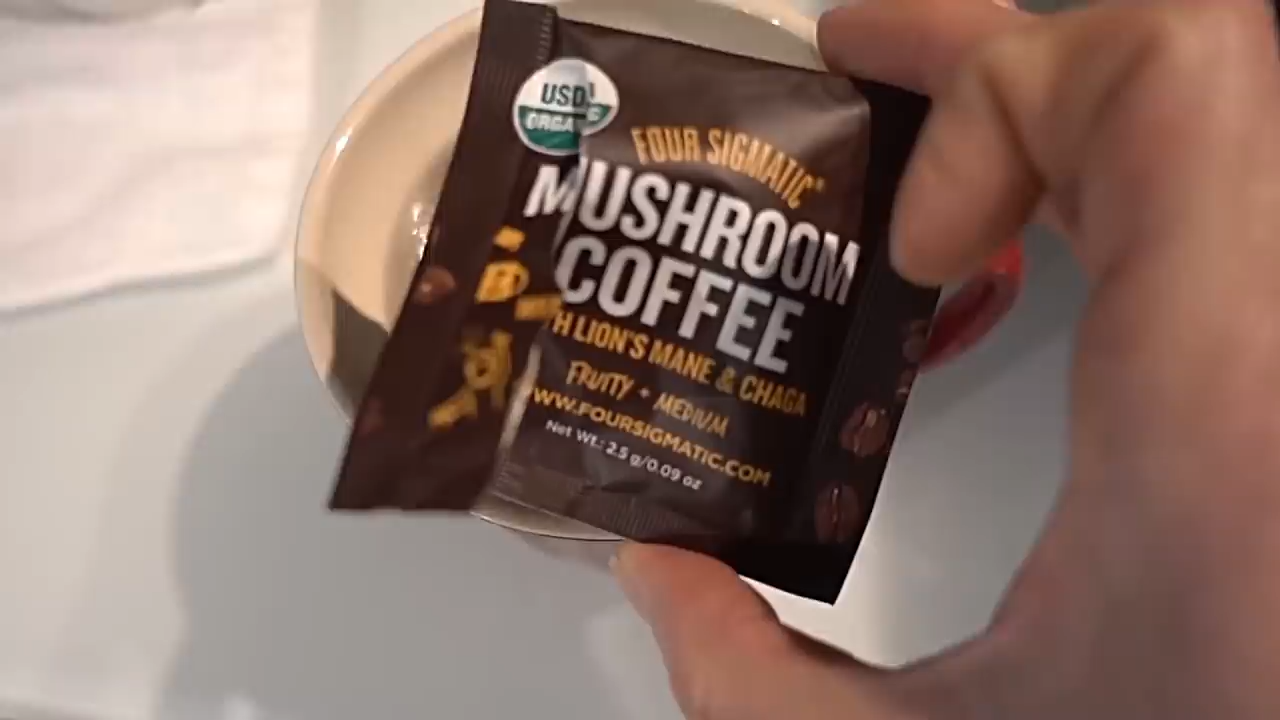 USDA
ORGANIC
FOUR SIGMATIC®
MUSHROOM
COFFEE
H LION'S MANE & CHAGA
FRUITY + MEDIUM
WW.FOURSIGMATIC.COM
Net Wt.: 2.5 g/0.09 oz